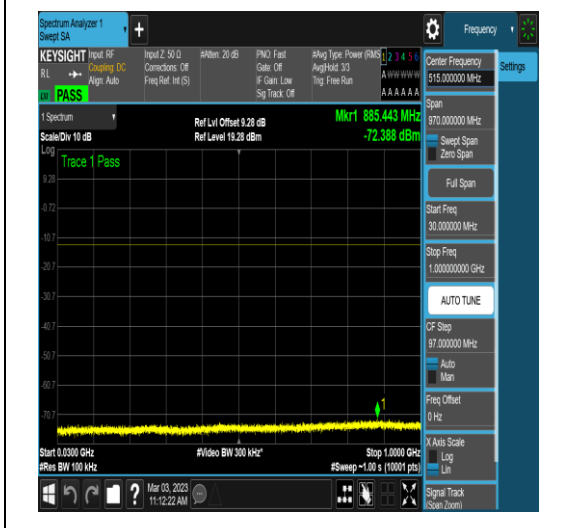 Spectrum Analyzer 1
Swept SA
Frequency
KEYSIGHT
RL
PASS
Input: RF
Coupling: DC
Align: Auto
Input Z: 50 Ω
Corrections: Off
Freq Ref: Int (S)
#Atten: 20 dB
PNO: Fast
Gate: Off
IF Gain: Low
Sig Track: Off
#Avg Type: Power (RMS
Avg|Hold: 3/3
Trig: Free Run
1 2 3 4 5 6
A W W W W W
A A A A A A
1 Spectrum
Scale/Div 10 dB
Ref Lvl Offset 9.28 dB
Ref Level 19.28 dBm
Mkr1 885.443 MHz
-72.388 dBm
Log
Trace 1 Pass
9.28
-0.72
-10.7
-20.7
-30.7
-40.7
-50.7
-60.7
-70.7
1
Start 0.0300 GHz
#Res BW 100 kHz
#Video BW 300 kHz*
Stop 1.0000 GHz
#Sweep ~1.00 s (10001 pts)
?
Mar 03, 2023
11:12:22 AM
Center Frequency
515.000000 MHz
Settings
Span
970.000000 MHz
Swept Span
Zero Span
Full Span
Start Freq
30.000000 MHz
Stop Freq
1.000000000 GHz
AUTO TUNE
CF Step
97.000000 MHz
Auto
Man
Freq Offset
0 Hz
X Axis Scale
Log
Lin
Signal Track
(Span Zoom)